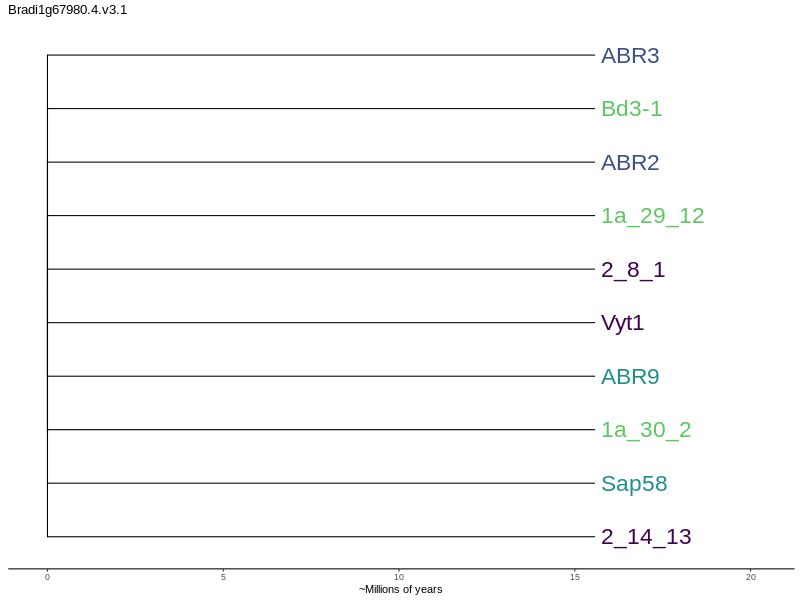 Bradi1g67980.4.v3.1
ABR3
Bd3-1
ABR2
1a_29_12
2_8_1
Vyt1
ABR9
1a_30_2
Sap58
2_14_13
0 5 10 15 20
~Millions of years